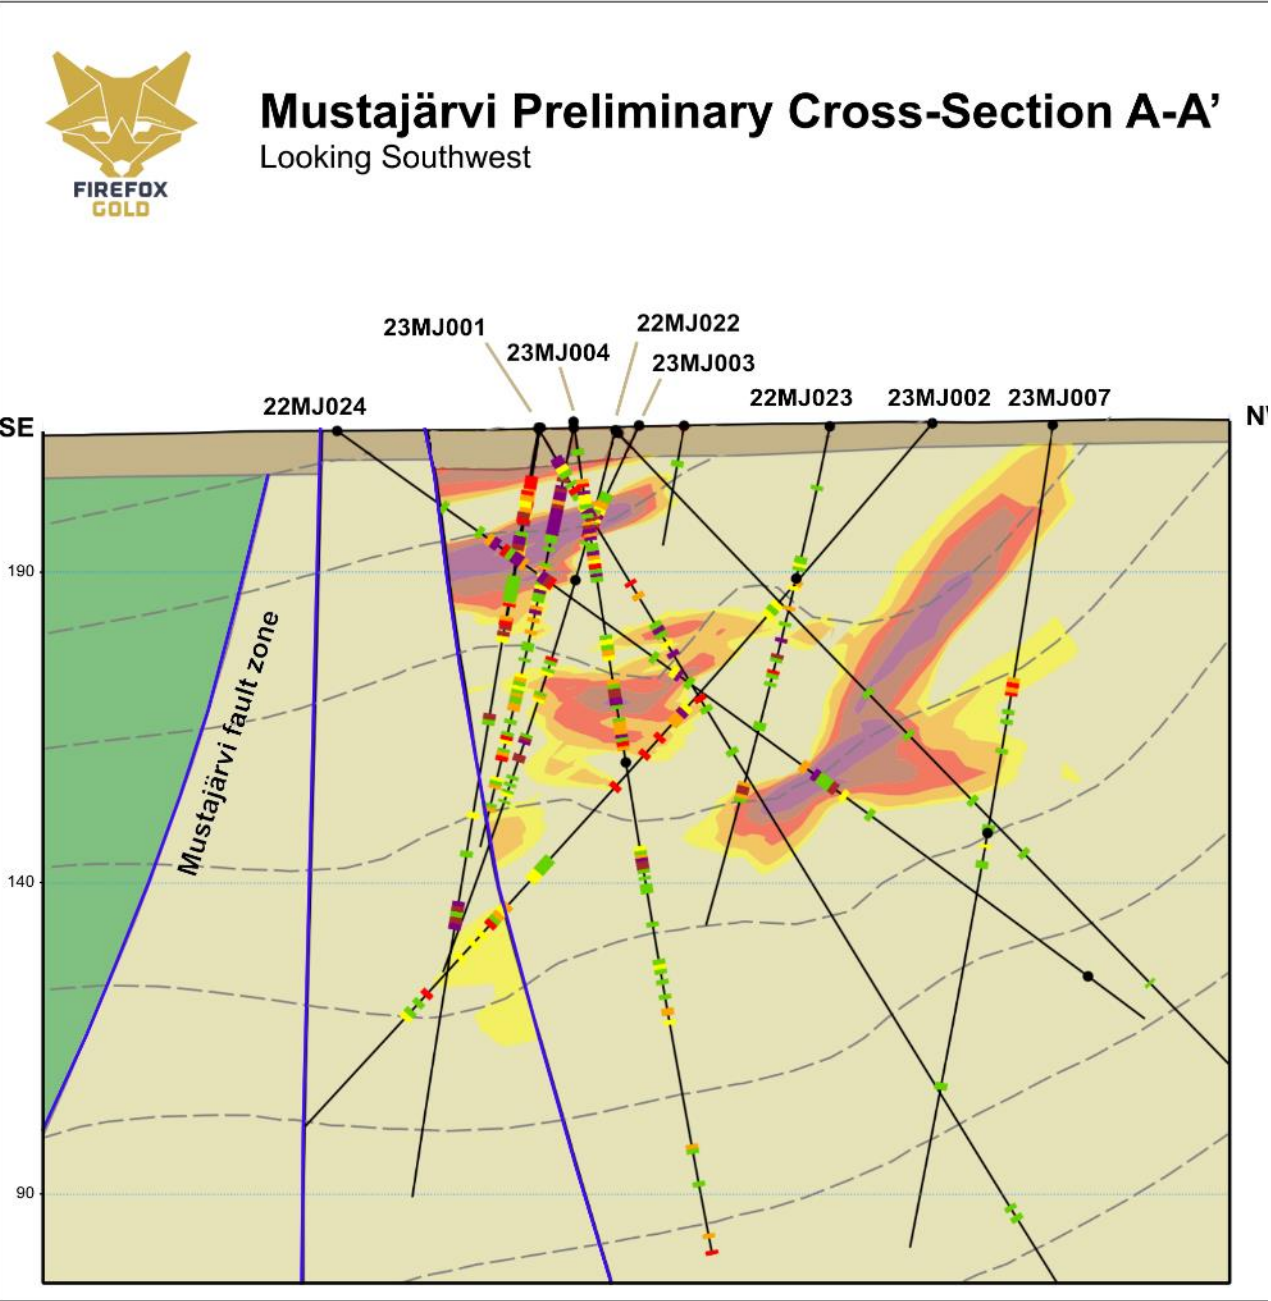 Mustajärvi Preliminary Cross-Section A-A’
Looking Southwest
FIREFOX
GOLD
22MJ022
23MJ001
23MJ004
23MJ003
22MJ024
22MJ023
23MJ002
23MJ007
SE
190
Mustajärvi fault zone
140
90